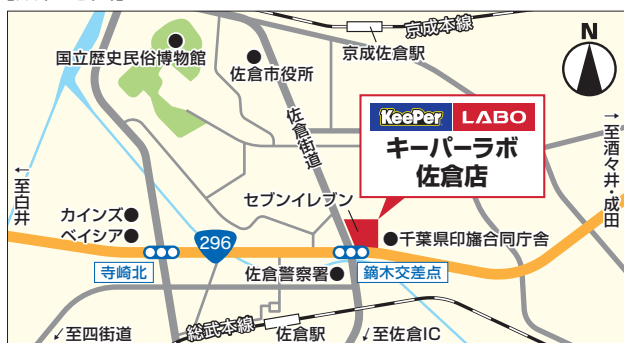 京成本線
京成佐倉駅
国立歴史民俗博物館
佐倉市役所
N
KeePer LABO
キーパーラボ
佐倉店
佐倉街道
→至酒々井・成田
←至白井
セブンイレブン
カインズ
ベイシア
296
千葉県印旛合同庁舎
寺崎北
佐倉警察署
鏑木交差点
↙至四街道
総武本線
佐倉駅
↓至佐倉IC